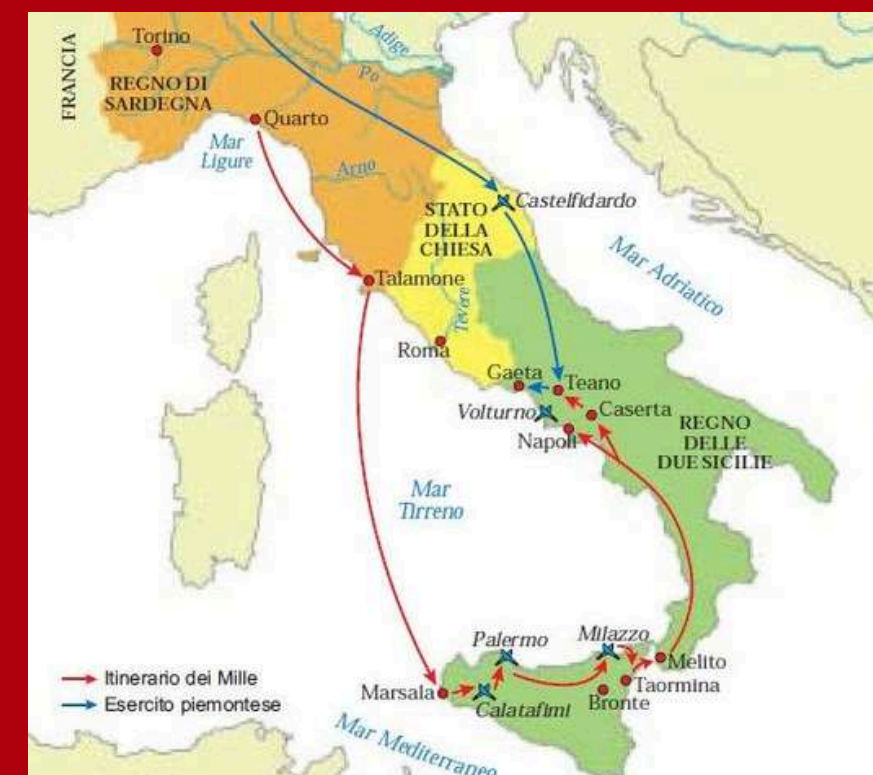 Torino
Adige
Po
FRANCIA
REGNO DI
SARDEGNA
Quarto
Mar
Ligure
Arno
Castelfidardo
STATO
DELLA
CHIESA
Mar Adriatico
Talamone
Tevere
Roma
Gaeta
Teano
Volturno
Caserta
Napoli
REGNO
DELLE
DUE SICILIE
Mar
Tirreno
Palermo
Milazzo
Melito
Itinerario dei Mille
Marsala
Taormina
Esercito piemontese
Calatafimi
Bronte
Mar Mediterraneo